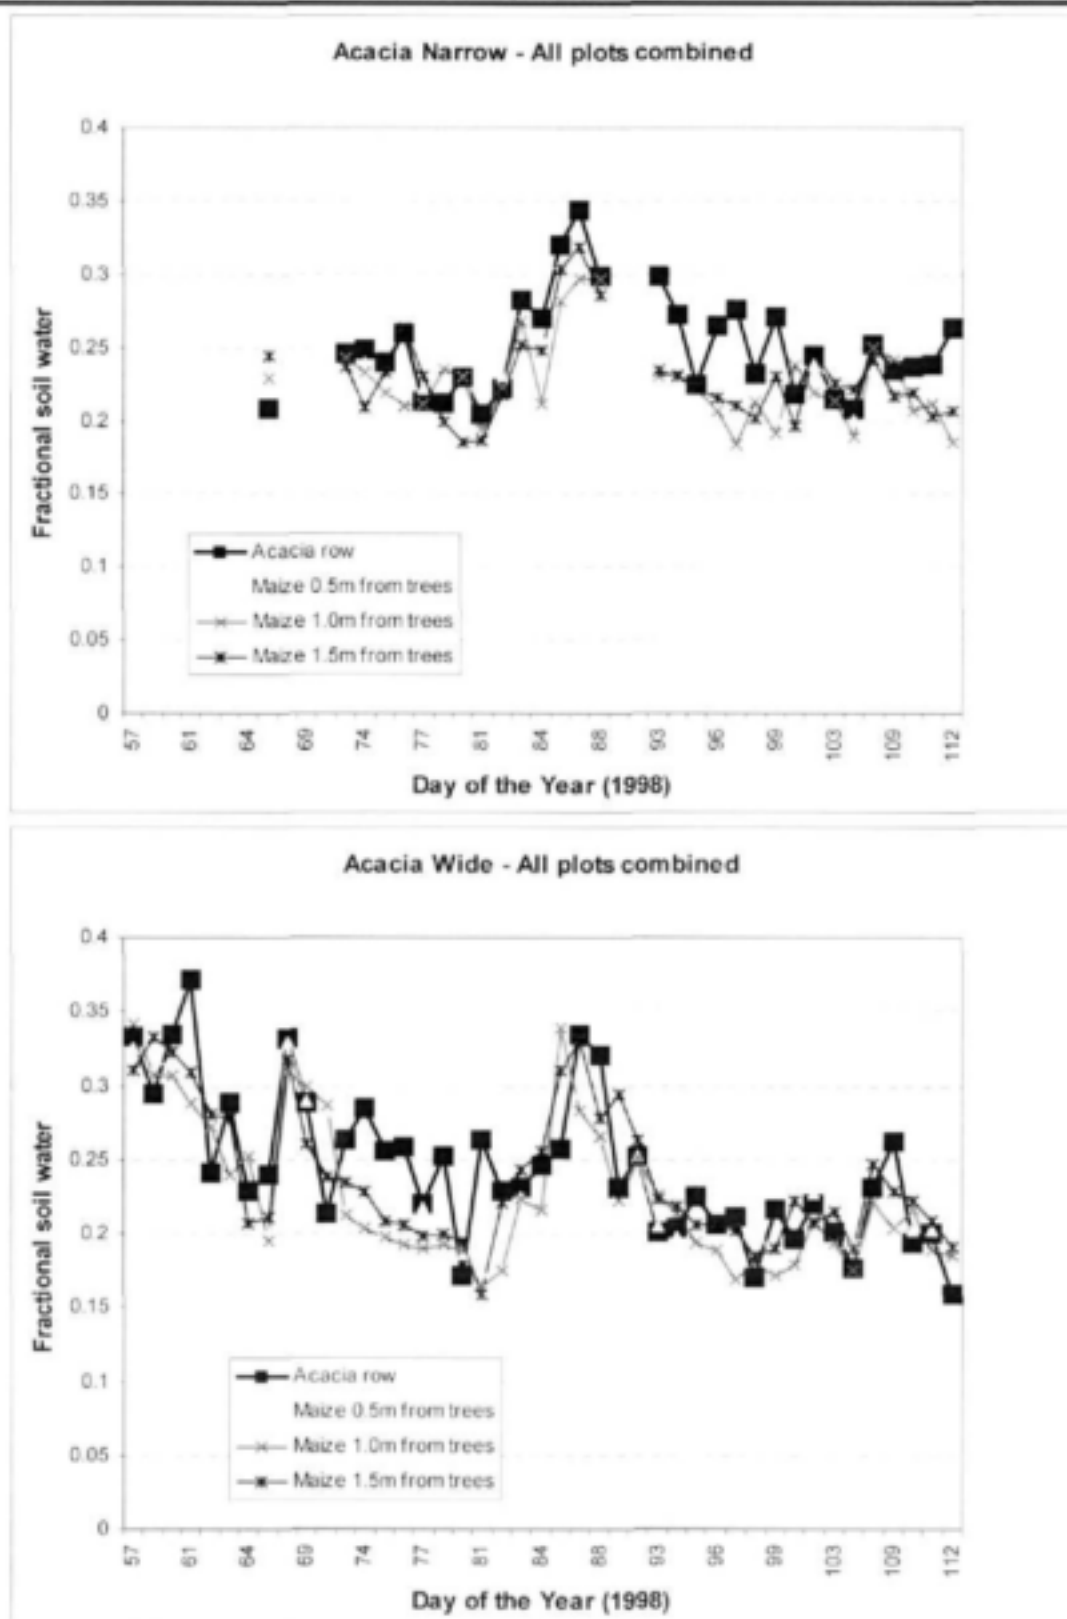 Acacia Narrow - All plots combined
Fractional soil water
0.4
0.35
0.3
0.25
0.2
0.15
0.1
0.05
0
Acacia row
Maize 0.5m from trees
Maize 1.0m from trees
Maize 1.5m from trees
57 61 64 69 74 77 81 84 88 93 96 99 103 109 112
Day of the Year (1998)
Acacia Wide - All plots combined
Fractional soil water
0.4
0.35
0.3
0.25
0.2
0.15
0.1
0.05
0
Acacia row
Maize 0.5m from trees
Maize 1.0m from trees
Maize 1.5m from trees
57 61 64 69 74 77 81 84 88 93 96 99 103 109 112
Day of the Year (1998)